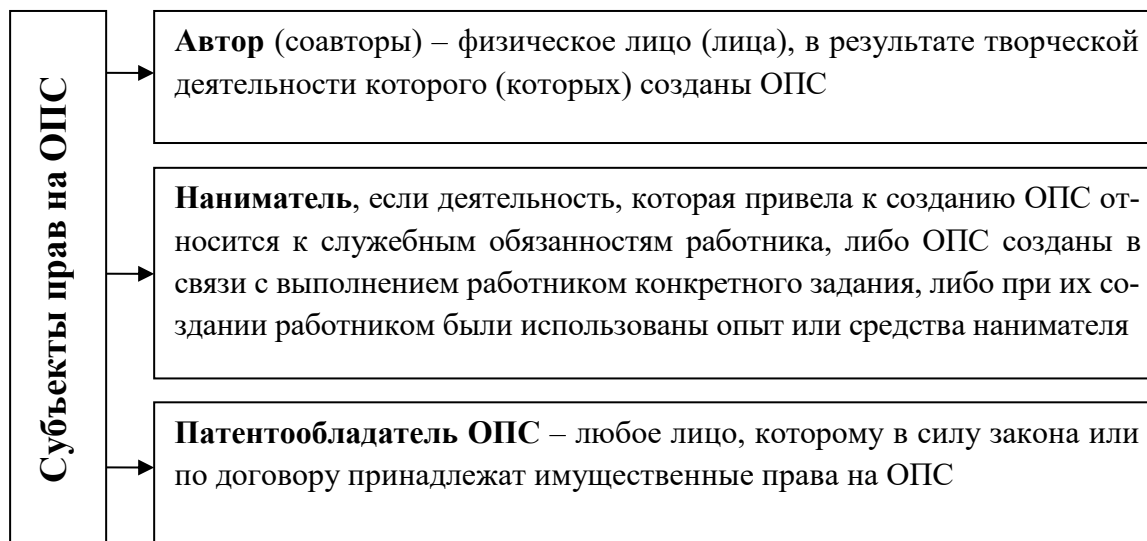 Субъекты прав на ОПС
Автор (соавторы) – физическое лицо (лица), в результате творческой
деятельности которого (которых) созданы ОПС
Наниматель, если деятельность, которая привела к созданию ОПС от-
носится к служебным обязанностям работника, либо ОПС созданы в
связи с выполнением работником конкретного задания, либо при их со-
здании работником были использованы опыт или средства нанимателя
Патентообладатель ОПС – любое лицо, которому в силу закона или
по договору принадлежат имущественные права на ОПС